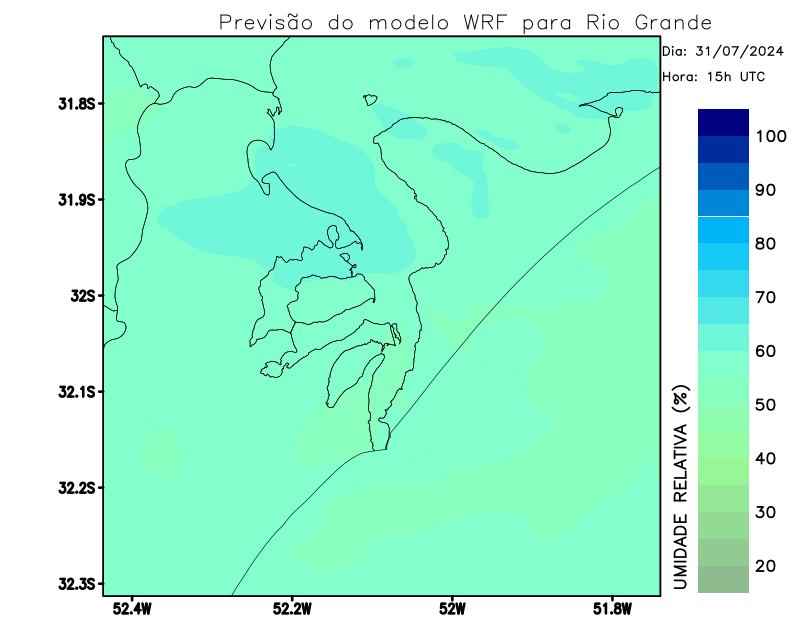 Previsão do modelo WRF para Rio Grande
Dia: 31/07/2024
Hora: 15h UTC
31.8S
31.9S
32S
32.1S
32.2S
32.3S
52.4W
52.2W
52W
51.8W
100
90
80
70
60
50
40
30
20
UMIDADE RELATIVA (%)